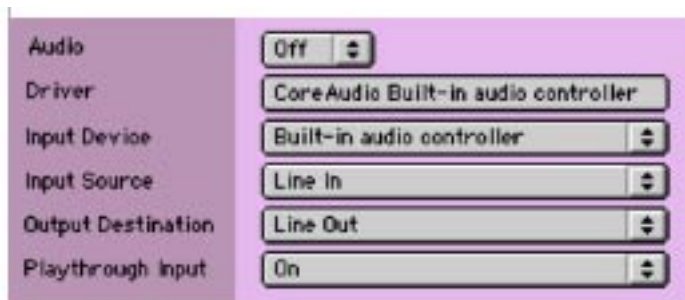 Audio Off
Driver CoreAudio Built-in audio controller
Input Device Built-in audio controller
Input Source Line In
Output Destination Line Out
Playthrough Input On